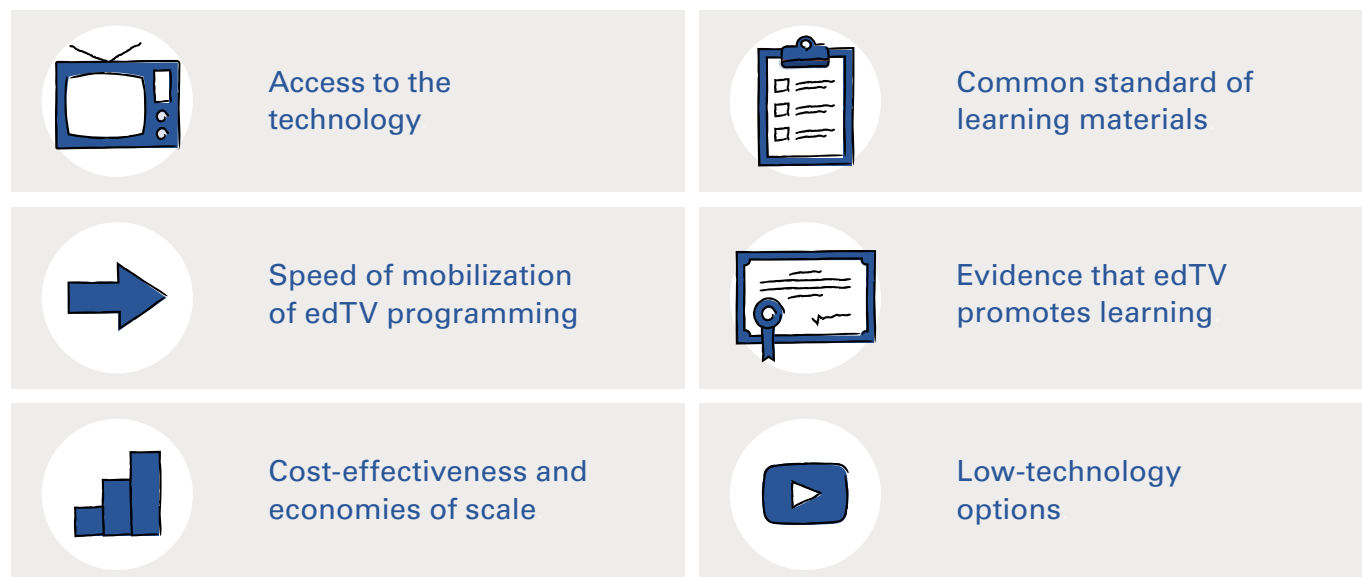 Access to the
technology
Common standard of
learning materials
Speed of mobilization
of edTV programming
Evidence that edTV
promotes learning
Cost-effectiveness and
economies of scale
Low-technology
options